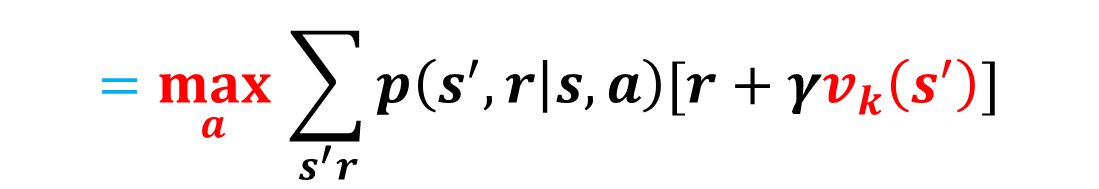 = max_a ∑_{s′r} p(s′, r|s, a)[r + γv_k(s′)]